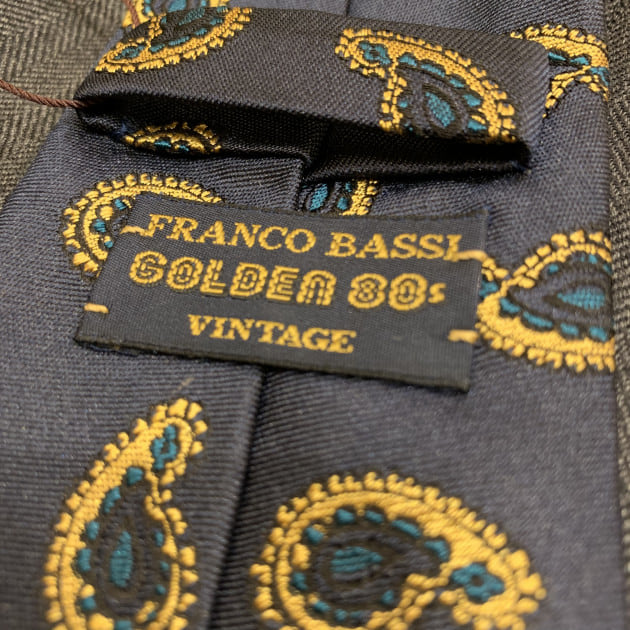 FRANCO BASSI
GOLDEN 80s
VINTAGE